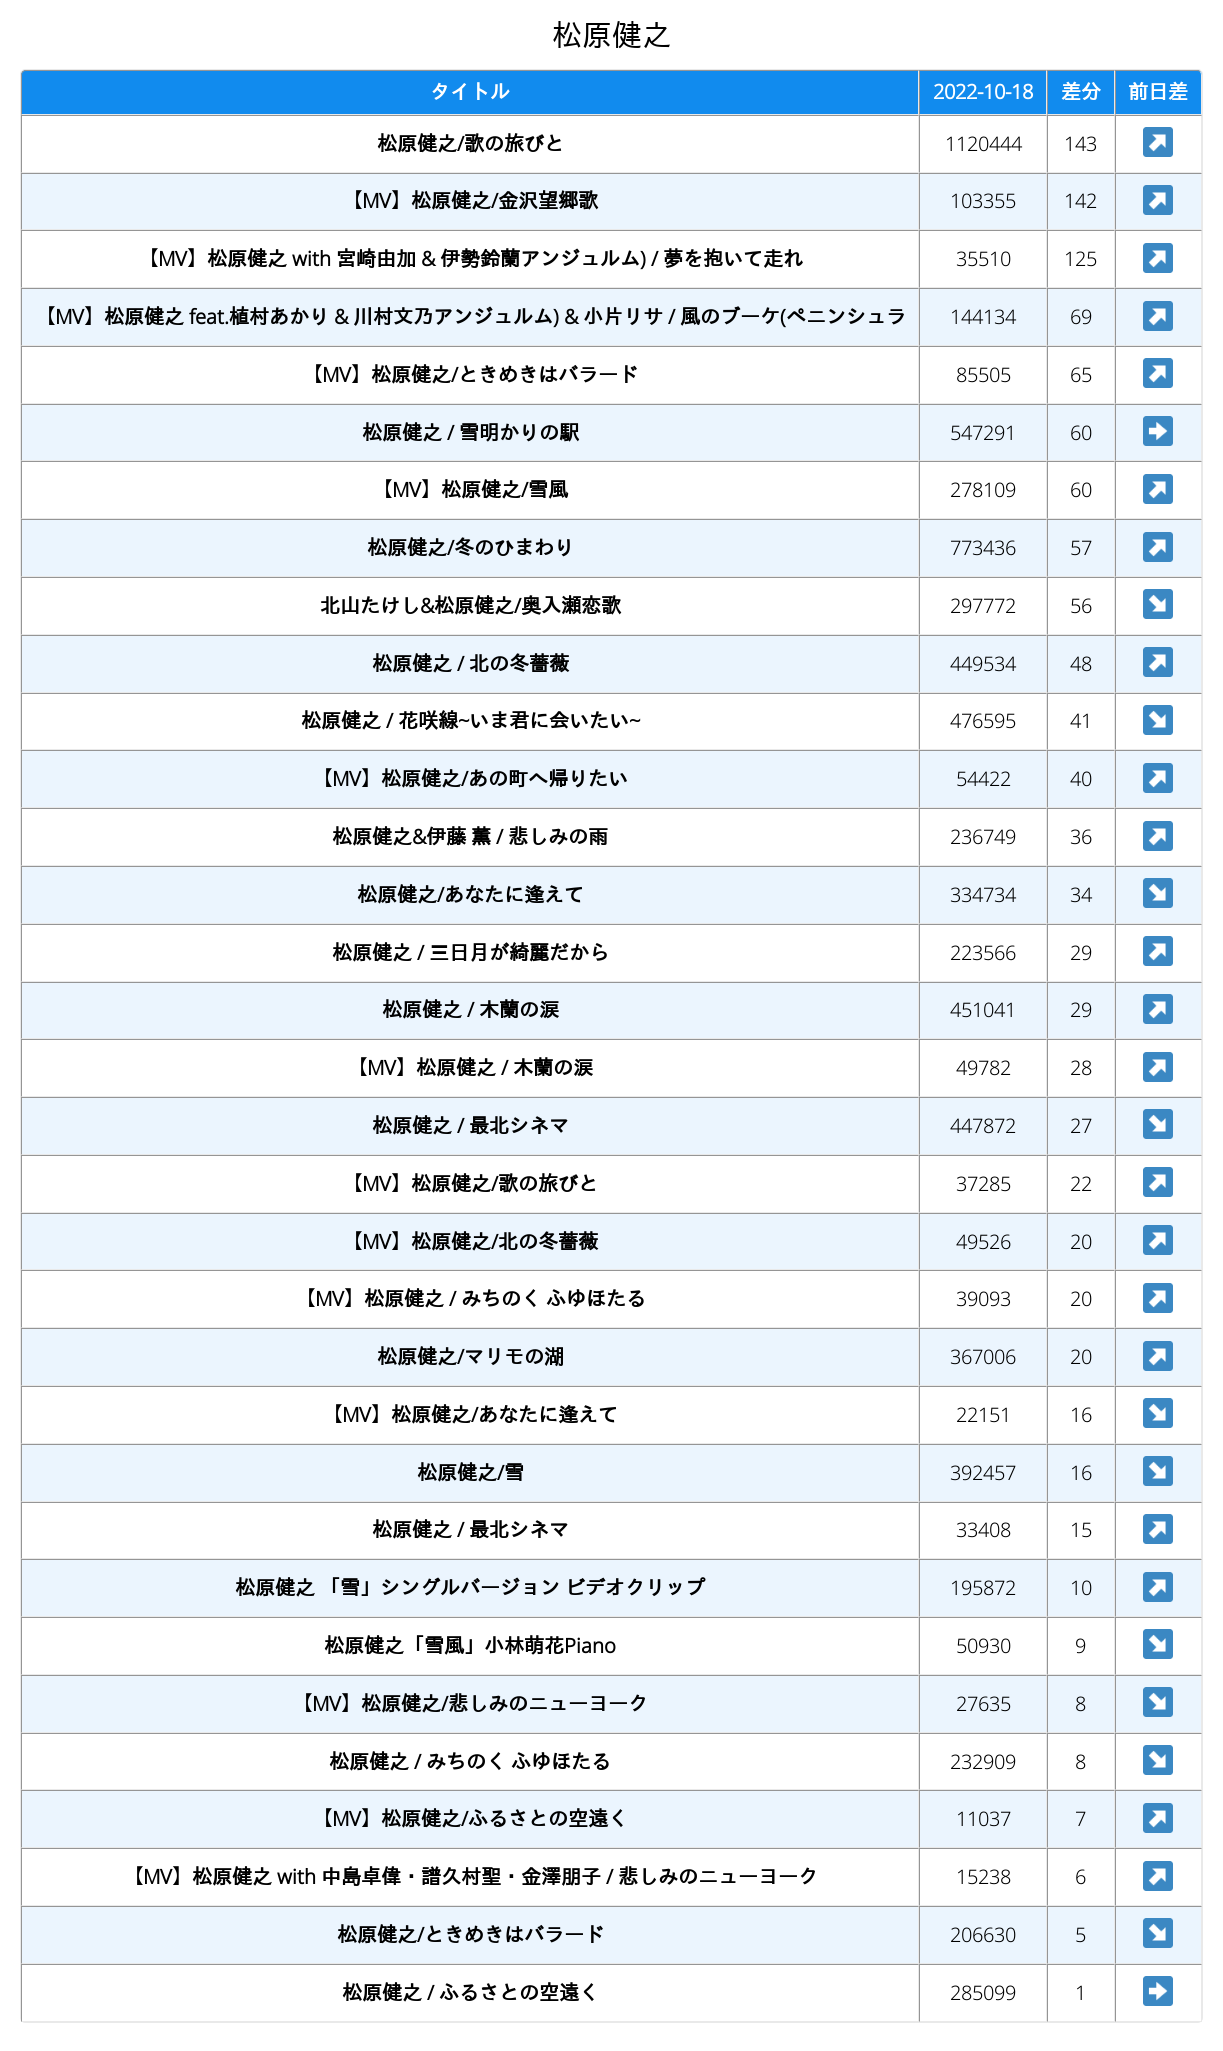 松原健之
タイトル 2022-10-18 差分 前日差
松原健之/歌の旅びと 1120444 143 ↗
【MV】松原健之/金沢望郷歌 103355 142 ↗
【MV】松原健之 with 宮崎由加 & 伊勢鈴蘭アンジュルム) / 夢を抱いて走れ 35510 125 ↗
【MV】松原健之 feat.植村あかり & 川村文乃アンジュルム) & 小片リサ / 風のブーケ(ペニンシュラ 144134 69 ↗
【MV】松原健之/ときめきはバラード 85505 65 ↗
松原健之 / 雪明かりの駅 547291 60 ➡
【MV】松原健之/雪風 278109 60 ↗
松原健之/冬のひまわり 773436 57 ↗
北山たけし&松原健之/奥入瀬恋歌 297772 56 ↘
松原健之 / 北の冬薔薇 449534 48 ↗
松原健之 / 花咲線~いま君に会いたい~ 476595 41 ↘
【MV】松原健之/あの町へ帰りたい 54422 40 ↗
松原健之&伊藤 薫 / 悲しみの雨 236749 36 ↗
松原健之/あなたに逢えて 334734 34 ↘
松原健之 / 三日月が綺麗だから 223566 29 ↗
松原健之 / 木蘭の涙 451041 29 ↗
【MV】松原健之 / 木蘭の涙 49782 28 ↗
松原健之 / 最北シネマ 447872 27 ↘
【MV】松原健之/歌の旅びと 37285 22 ↗
【MV】松原健之/北の冬薔薇 49526 20 ↗
【MV】松原健之 / みちのく ふゆほたる 39093 20 ↗
松原健之/マリモの湖 367006 20 ↗
【MV】松原健之/あなたに逢えて 22151 16 ↘
松原健之/雪 392457 16 ↘
松原健之 / 最北シネマ 33408 15 ↗
松原健之 「雪」シングルバージョン ビデオクリップ 195872 10 ↗
松原健之「雪風」小林萌花Piano 50930 9 ↘
【MV】松原健之/悲しみのニューヨーク 27635 8 ↘
松原健之 / みちのく ふゆほたる 232909 8 ↘
【MV】松原健之/ふるさとの空遠く 11037 7 ↗
【MV】松原健之 with 中島卓偉・譜久村聖・金澤朋子 / 悲しみのニューヨーク 15238 6 ↗
松原健之/ときめきはバラード 206630 5 ↘
松原健之 / ふるさとの空遠く 285099 1 ➡